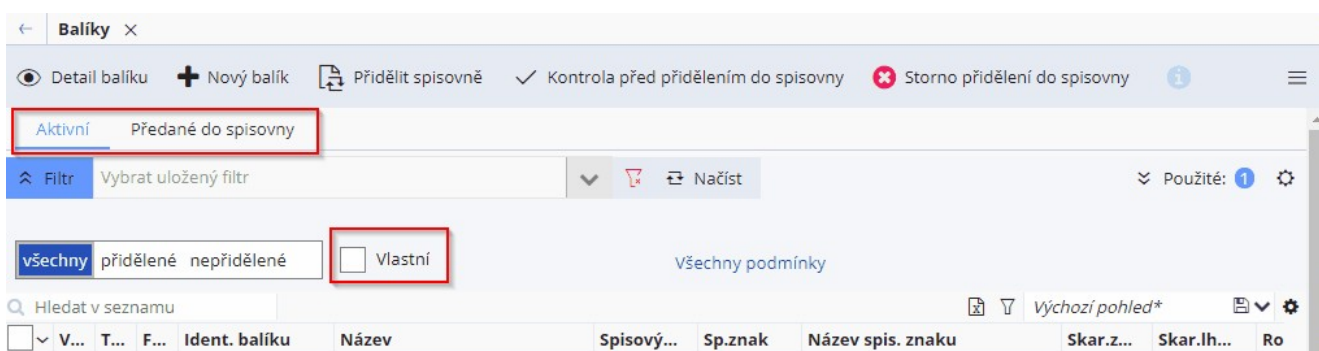 Balíky
Detail balíku Nový balík Přidělit spisovně Kontrola před přidělením do spisovny Storno přidělení do spisovny
Aktivní Předané do spisovny
Filtr Vybrat uložený filtr Načíst Použité: 1
všechny přidělené nepřidělené Vlastní Všechny podmínky
Hledat v seznamu Výchozí pohled*
V... T... F... Ident. balíku Název Spisový... Sp.znak Název spis. znaku Skar.z... Skar.lh... Ro